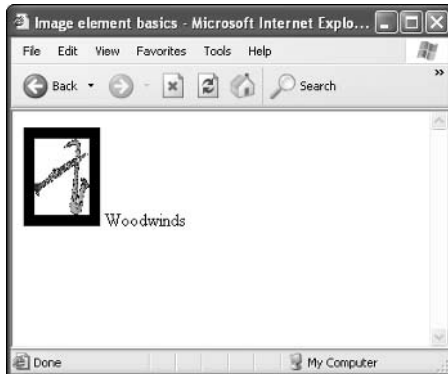 Image element basics - Microsoft Internet Explo...
File Edit View Favorites Tools Help
Back Search
Woodwinds
Done My Computer